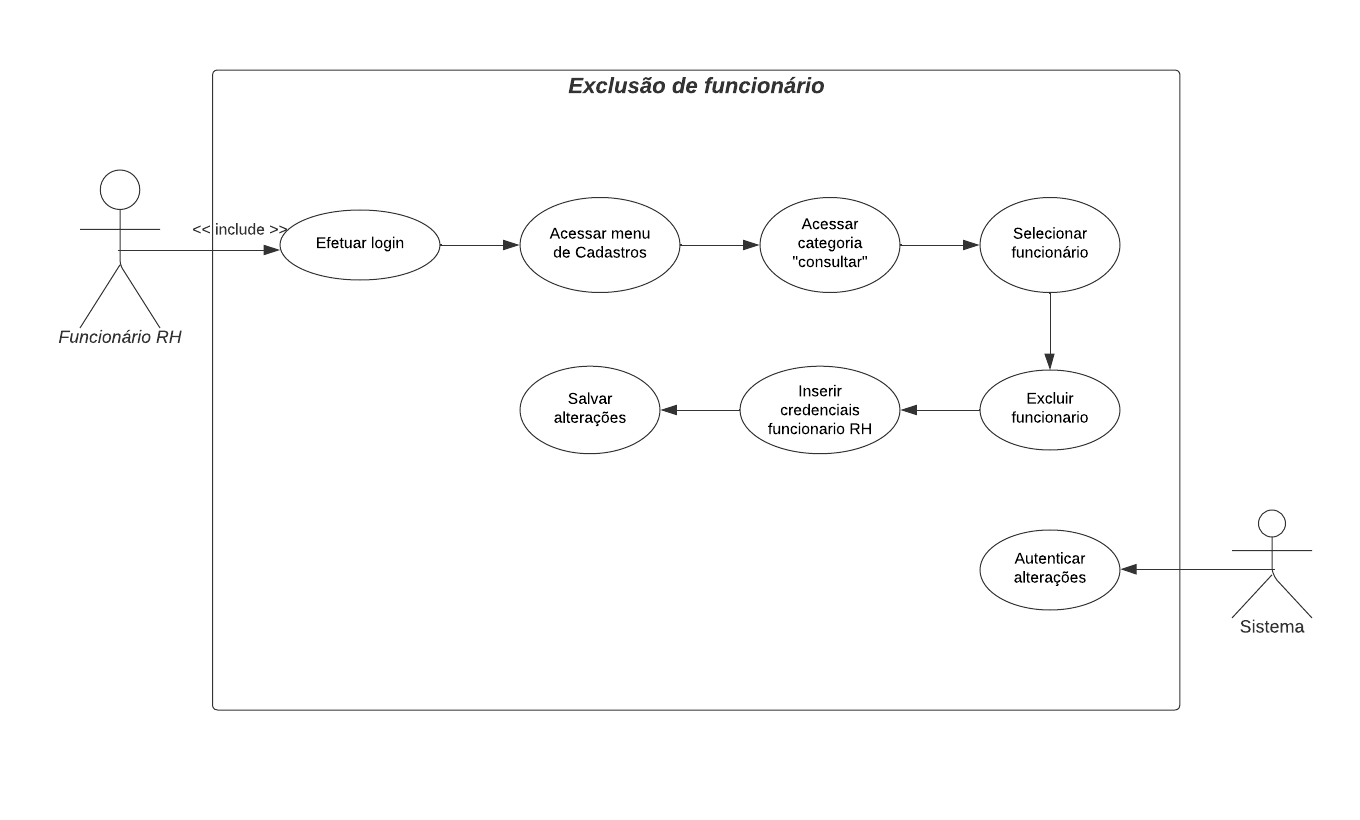 Exclusão de funcionário
<< include >>
Funcionário RH
Efetuar login
Acessar menu
de Cadastros
Acessar
categoria
"consultar"
Selecionar
funcionário
Salvar
alterações
Inserir
credenciais
funcionario RH
Excluir
funcionario
Autenticar
alterações
Sistema